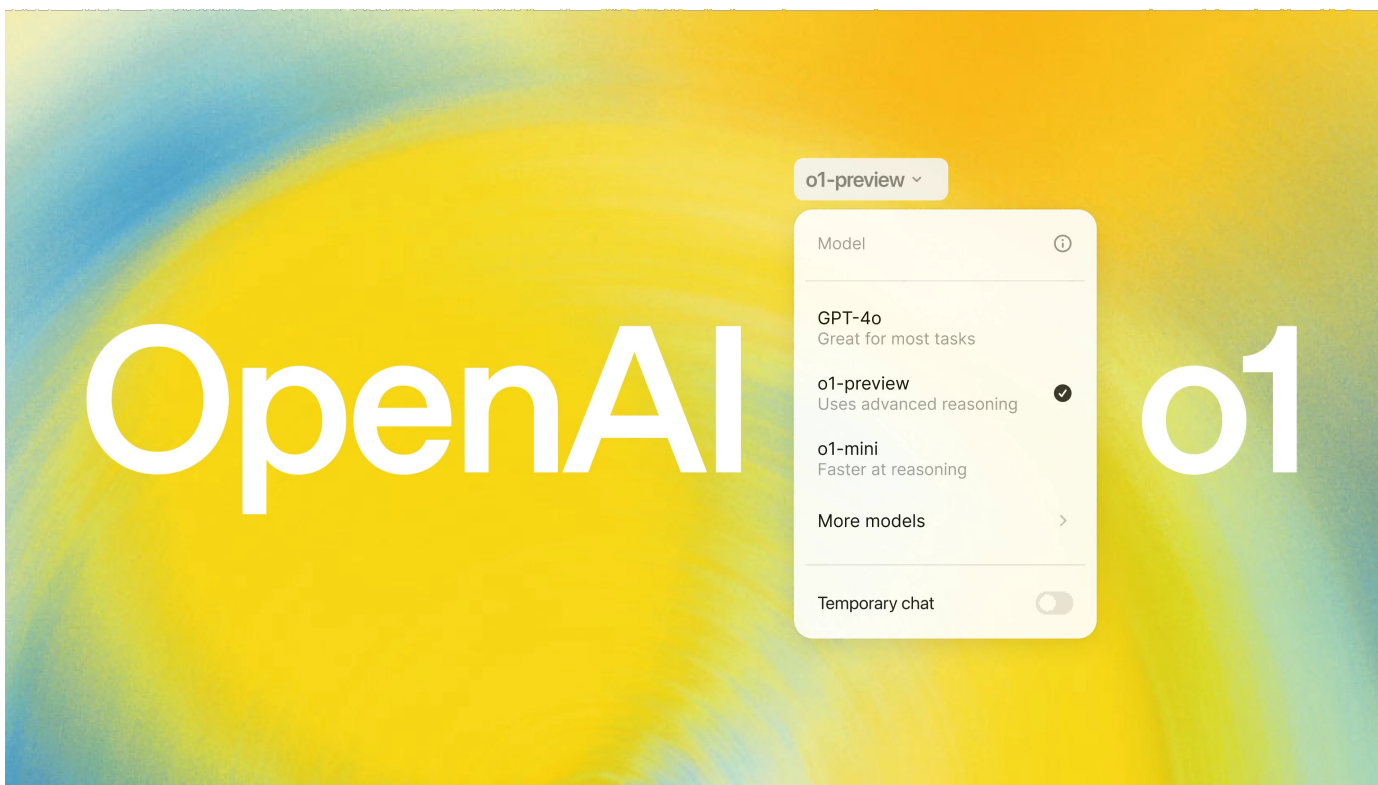 OpenAI
o1-preview
Model
GPT-4o
Great for most tasks
o1-preview
Uses advanced reasoning
o1-mini
Faster at reasoning
More models
Temporary chat
o1